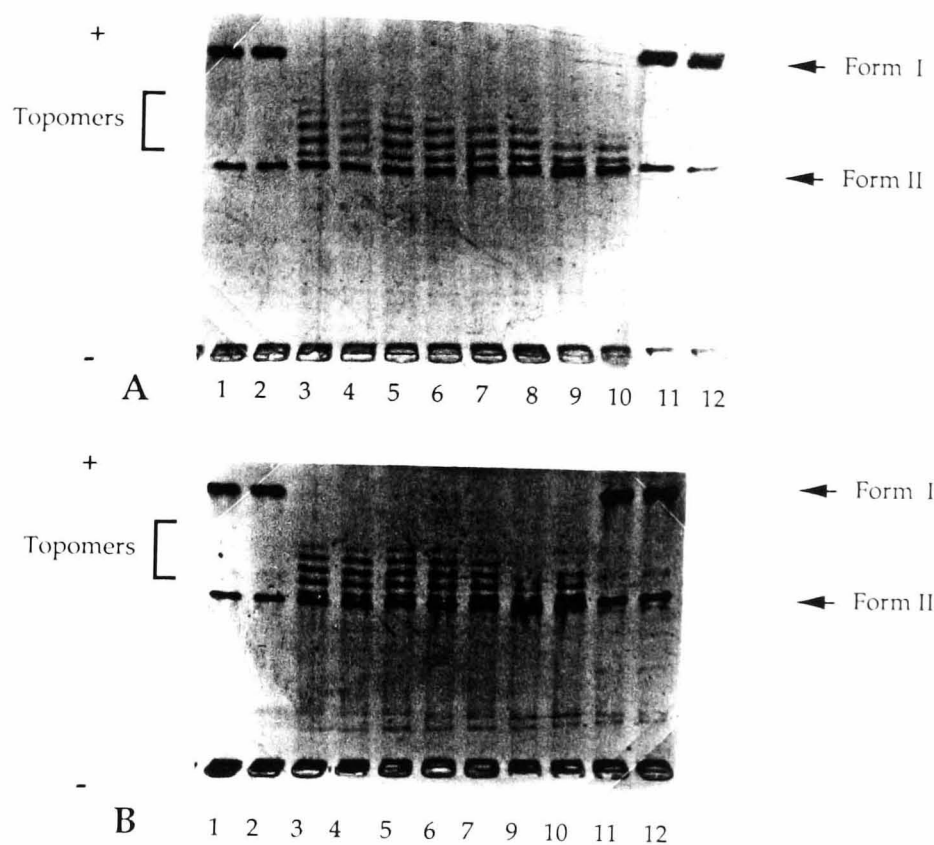 +
Form I
Topomers
Form II
-
A 1 2 3 4 5 6 7 8 9 10 11 12
+
Form I
Topomers
Form II
-
B 1 2 3 4 5 6 7 9 10 11 12